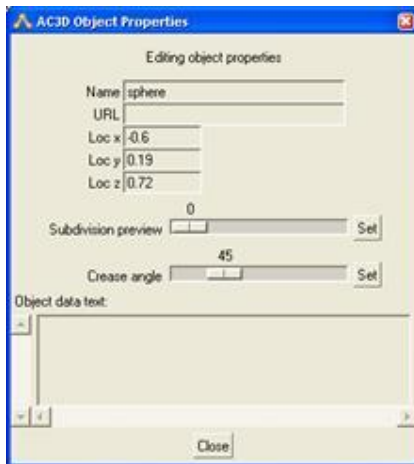 AC3D Object Properties
Editing object properties
Name sphere
URL
Loc x -0.6
Loc y 0.19
Loc z 0.72
0
Subdivision preview Set
45
Crease angle Set
Object data text:
Close